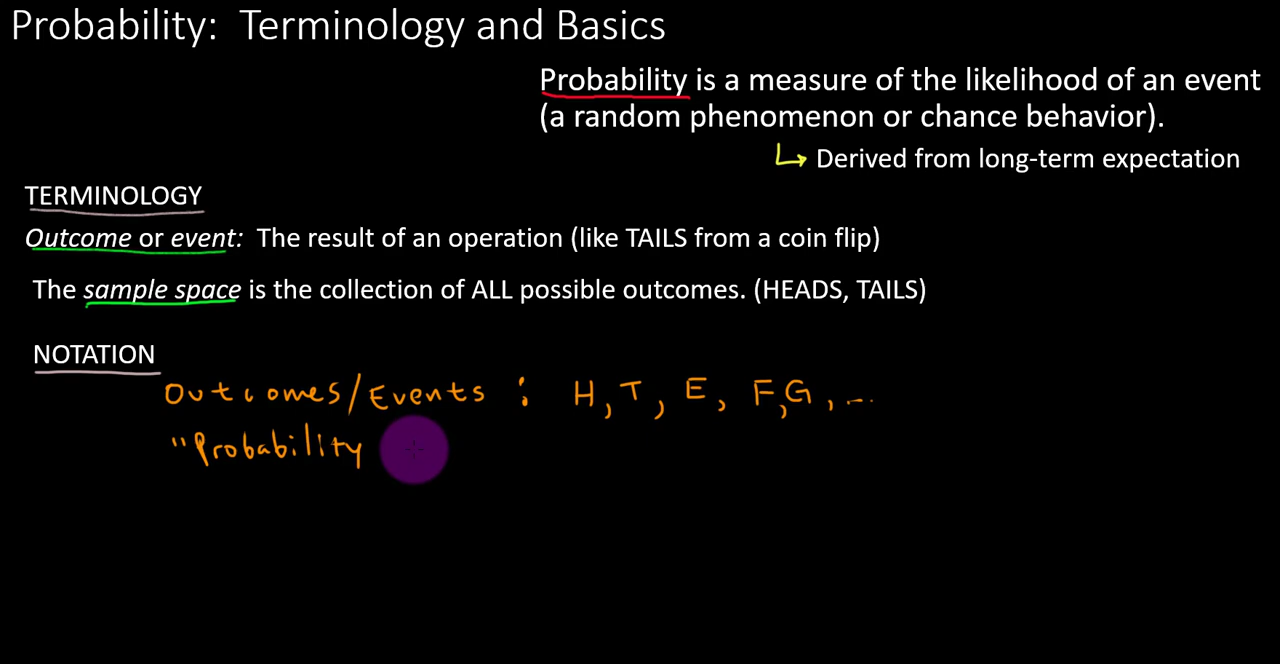 Probability: Terminology and Basics
Probability is a measure of the likelihood of an event
(a random phenomenon or chance behavior).
Derived from long-term expectation
TERMINOLOGY
Outcome or event: The result of an operation (like TAILS from a coin flip)
The sample space is the collection of ALL possible outcomes. (HEADS, TAILS)
NOTATION
Outcomes/Events : H, T, E, F, G, ...
"Probability